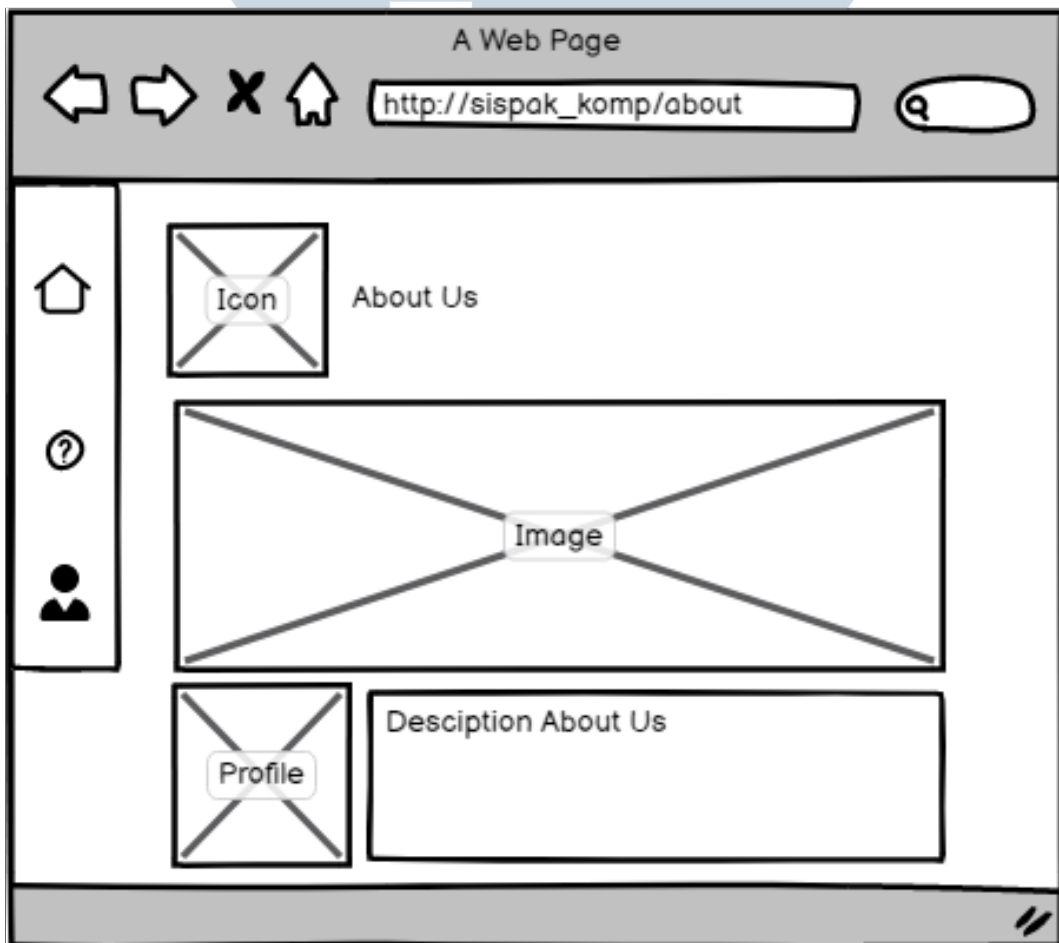 A Web Page
http://sispak_komp/about
Icon
About Us
?
Image
Profile
Desciption About Us